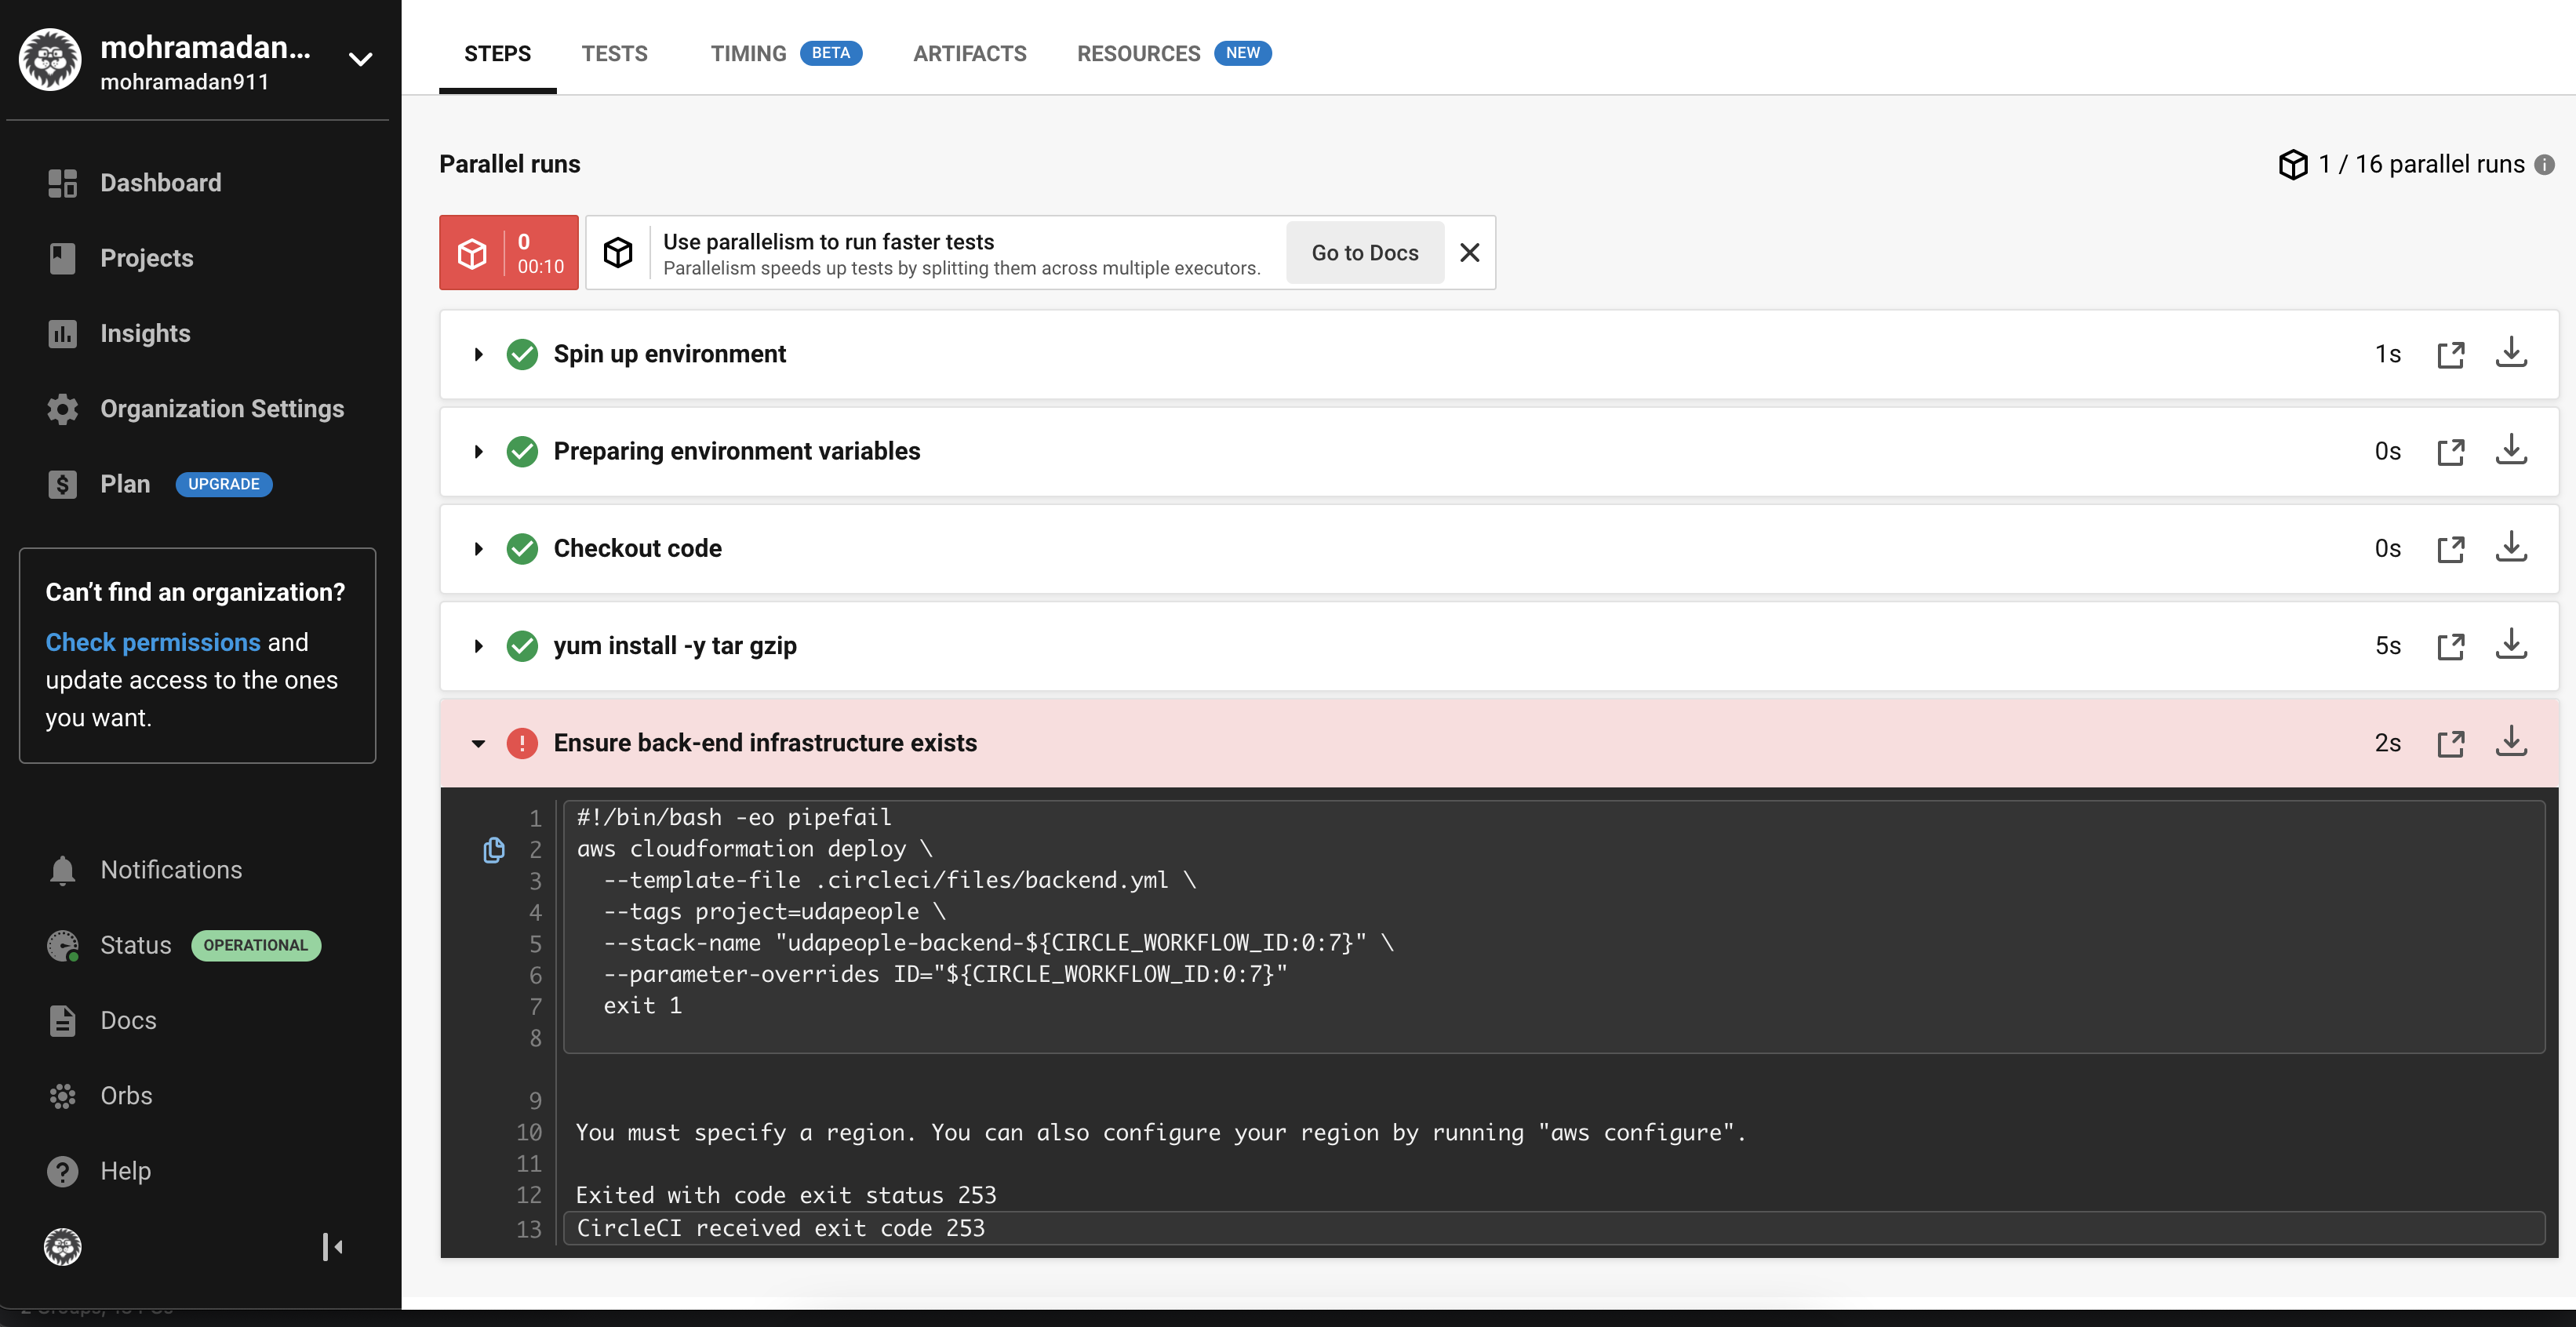 mohramadan...
mohramadan911
Dashboard
Projects
Insights
Organization Settings
Plan UPGRADE
Can’t find an organization?
Check permissions and
update access to the ones
you want.
Notifications
Status OPERATIONAL
Docs
Orbs
Help
STEPS TESTS TIMING BETA ARTIFACTS RESOURCES NEW
Parallel runs
1 / 16 parallel runs
0
00:10
Use parallelism to run faster tests
Parallelism speeds up tests by splitting them across multiple executors.
Go to Docs
Spin up environment 1s
Preparing environment variables 0s
Checkout code 0s
yum install -y tar gzip 5s
Ensure back-end infrastructure exists 2s
1 #!/bin/bash -eo pipefail
2 aws cloudformation deploy \
3 --template-file .circleci/files/backend.yml \
4 --tags project=udapeople \
5 --stack-name "udapeople-backend-${CIRCLE_WORKFLOW_ID:0:7}" \
6 --parameter-overrides ID="${CIRCLE_WORKFLOW_ID:0:7}"
7 exit 1
8
9
10 You must specify a region. You can also configure your region by running "aws configure".
11
12 Exited with code exit status 253
13 CircleCI received exit code 253